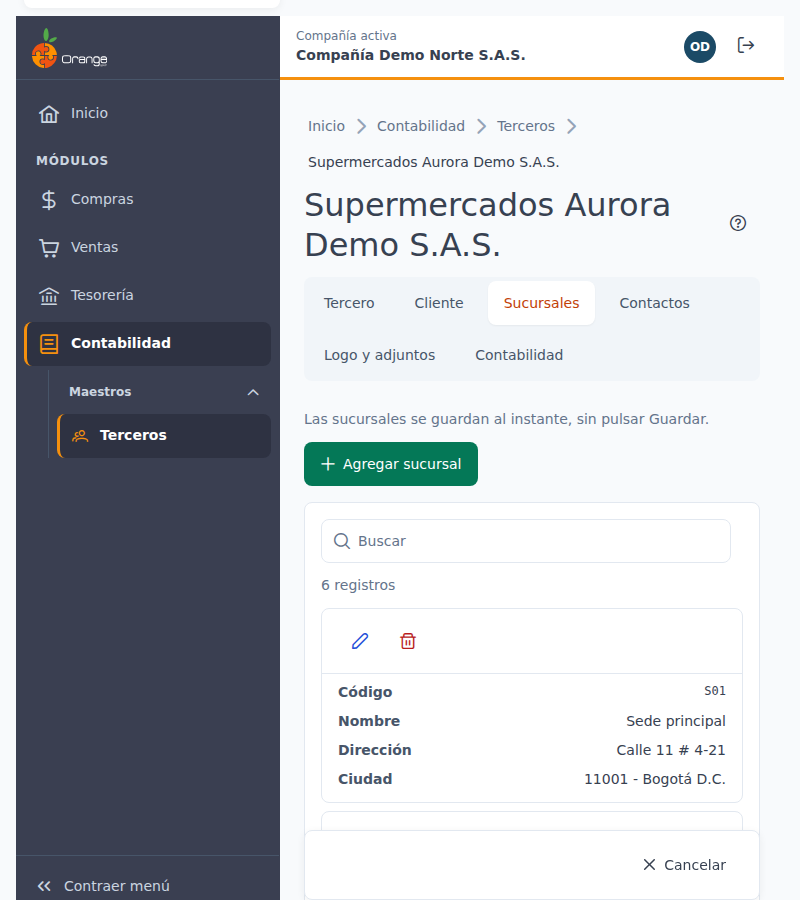 Orange
Inicio
MÓDULOS
Compras
Ventas
Tesorería
Contabilidad
Maestros
Terceros
Contraer menú
Compañía activa
Compañía Demo Norte S.A.S.
OD
Inicio
Contabilidad
Terceros
Supermercados Aurora Demo S.A.S.
Supermercados Aurora
Demo S.A.S.
Tercero
Cliente
Sucursales
Contactos
Logo y adjuntos
Contabilidad
Las sucursales se guardan al instante, sin pulsar Guardar.
Agregar sucursal
Buscar
6 registros
Código S01
Nombre Sede principal
Dirección Calle 11 # 4-21
Ciudad 11001 - Bogotá D.C.
Cancelar